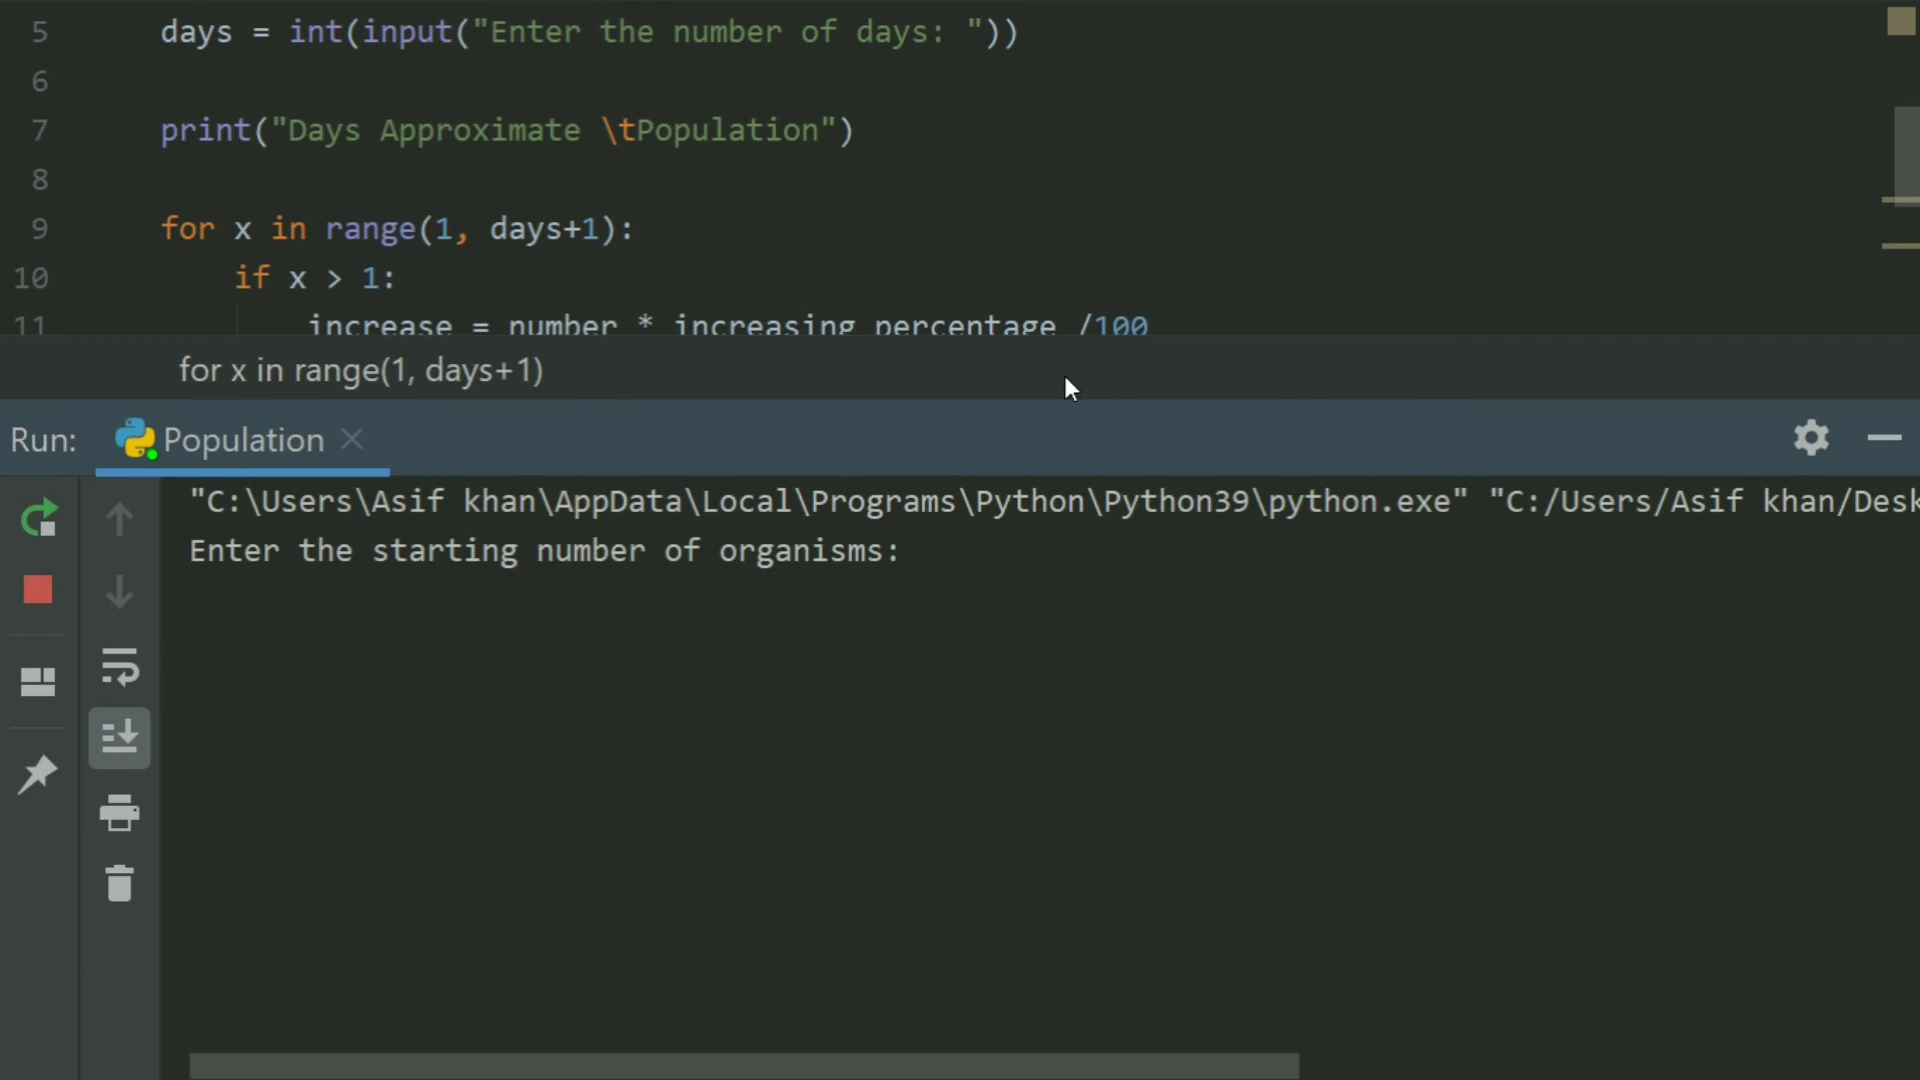 5 days = int(input("Enter the number of days: "))
6
7 print("Days Approximate \tPopulation")
8
9 for x in range(1, days+1):
10 if x > 1:
11 increase = number * increasing_percentage /100
for x in range(1, days+1)
Run: Population
"C:\Users\Asif khan\AppData\Local\Programs\Python\Python39\python.exe" "C:/Users/Asif khan/Desk
Enter the starting number of organisms: